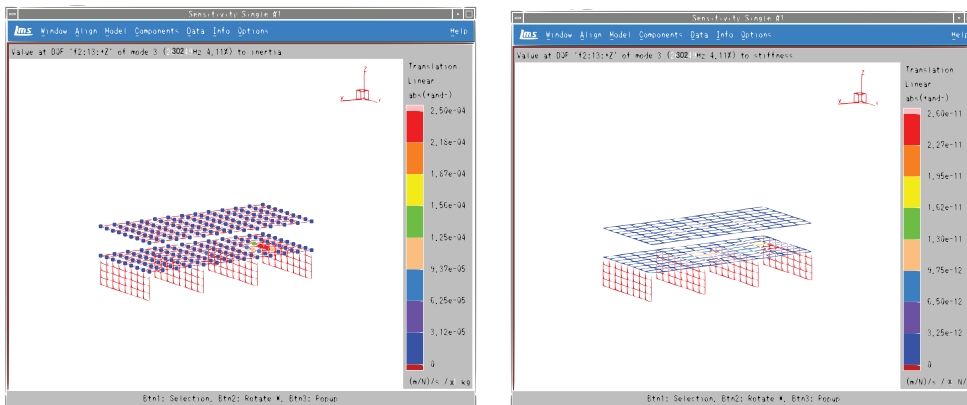 Sensitivity Single #1
lms Window Align Model Components Data Info Options Help
Value at DOF "f2:13:+Z" of mode 3 ( 302 Hz 4.11%) to inertia
Translation
Linear
abs(+and-)
2.50e-04
2.18e-04
1.87e-04
1.56e-04
1.25e-04
9.37e-05
6.25e-05
3.12e-05
0
(m/N)/s / kg
Btn1: Selection, Btn2: Rotate X, Btn3: Popup
Sensitivity Single #1
lms Window Align Model Components Data Info Options Help
Value at DOF "f2:13:+Z" of mode 3 ( 302 Hz 4.11%) to stiffness
Translation
Linear
abs(+and-)
2.60e-11
2.27e-11
1.95e-11
1.62e-11
1.30e-11
9.75e-12
6.50e-12
3.25e-12
0
(m/N)/s / X N/
Btn1: Selection, Btn2: Rotate X, Btn3: Popup